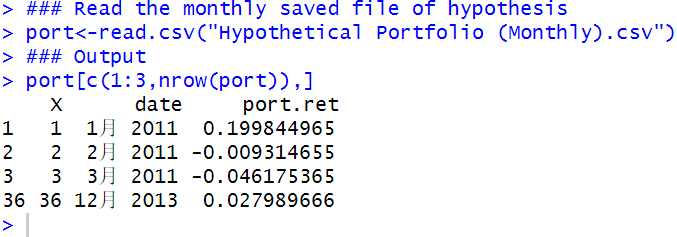 > ### Read the monthly saved file of hypothesis
> port<-read.csv("Hypothetical Portfolio (Monthly).csv")
> ### Output
> port[c(1:3,nrow(port)),]
    X      date     port.ret
1   1  1月 2011  0.199844965
2   2  2月 2011 -0.009314655
3   3  3月 2011 -0.046175365
36 36 12月 2013  0.027989666
>